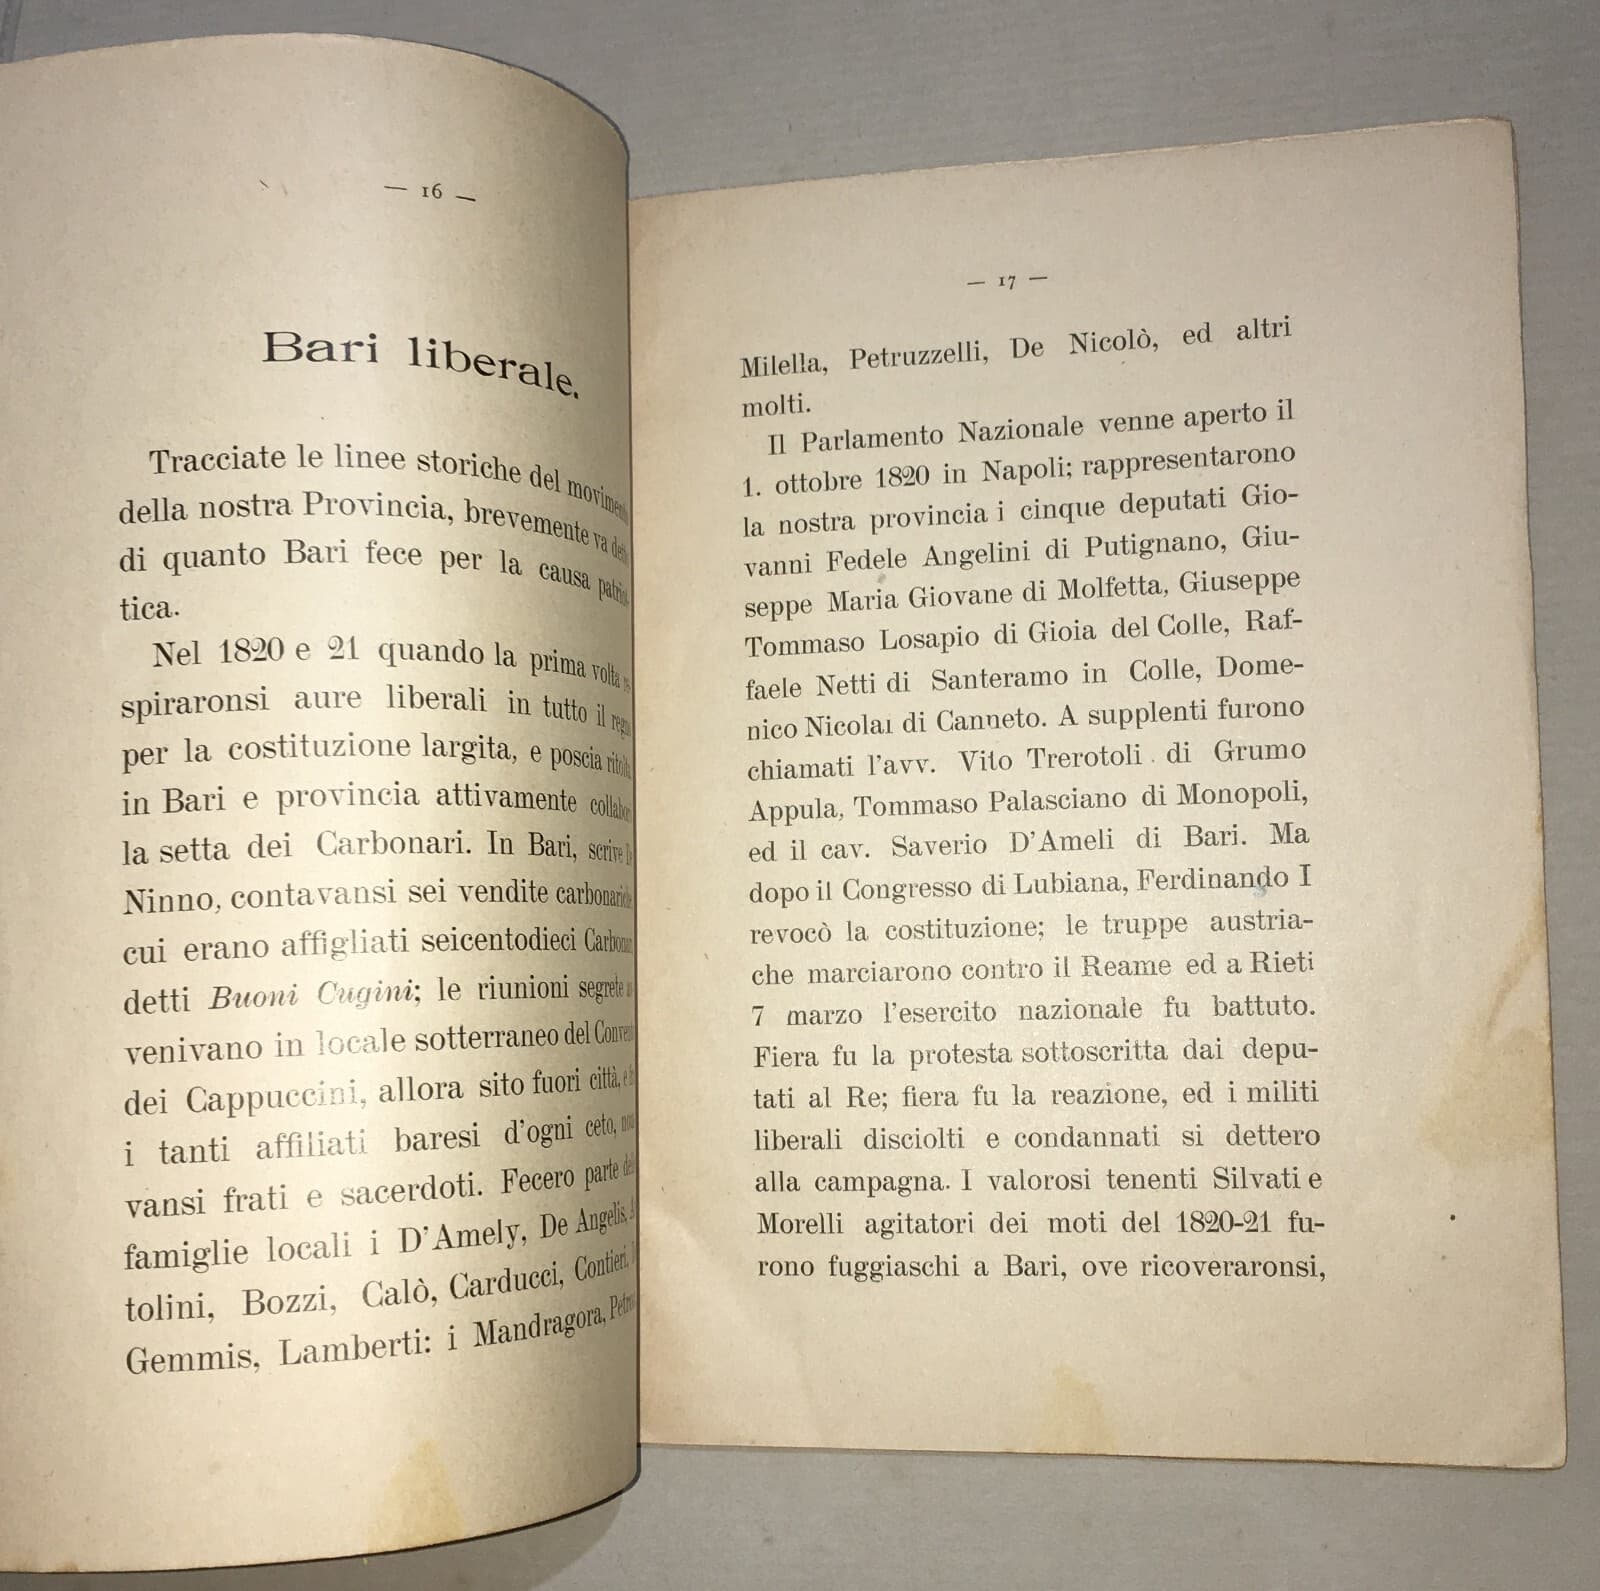 — 16 —
Bari liberale.
Tracciate le linee storiche del
della nostra Provincia, brevemente va
di quanto Bari fece per la causa
tica.
Nel 1820 e 21 quando la prima volta
spiraronsi aure liberali in tutto il
per la costituzione largita, e poscia
in Bari e provincia attivamente
la setta dei Carbonari. In Bari, scrive
Ninno, contavansi sei vendite
cui erano affigliati seicentodieci
detti Buoni Cugini; le riunioni segrete
venivano in locale sotterraneo del
dei Cappuccini, allora sito fuori città,
i tanti affiliati baresi d'ogni ceto,
vansi frati e sacerdoti. Fecero parte
famiglie locali i D'Amely, De Angelis,
tolini, Bozzi, Calò, Carducci, Contieri,
Gemmis, Lamberti: i Mandragora,
— 17 —
Milella, Petruzzelli, De Nicolò, ed altri
molti.
Il Parlamento Nazionale venne aperto il
1. ottobre 1820 in Napoli; rappresentarono
la nostra provincia i cinque deputati Gio-
vanni Fedele Angelini di Putignano, Giu-
seppe Maria Giovane di Molfetta, Giuseppe
Tommaso Losapio di Gioia del Colle, Raf-
faele Netti di Santeramo in Colle, Dome-
nico Nicolai di Canneto. A supplenti furono
chiamati l'avv. Vito Trerotoli di Grumo
Appula, Tommaso Palasciano di Monopoli,
ed il cav. Saverio D'Ameli di Bari. Ma
dopo il Congresso di Lubiana, Ferdinando I
revocò la costituzione; le truppe austria-
che marciarono contro il Reame ed a Rieti
7 marzo l'esercito nazionale fu battuto.
Fiera fu la protesta sottoscritta dai depu-
tati al Re; fiera fu la reazione, ed i militi
liberali disciolti e condannati si dettero
alla campagna. I valorosi tenenti Silvati e
Morelli agitatori dei moti del 1820-21 fu-
rono fuggiaschi a Bari, ove ricoveraronsi,